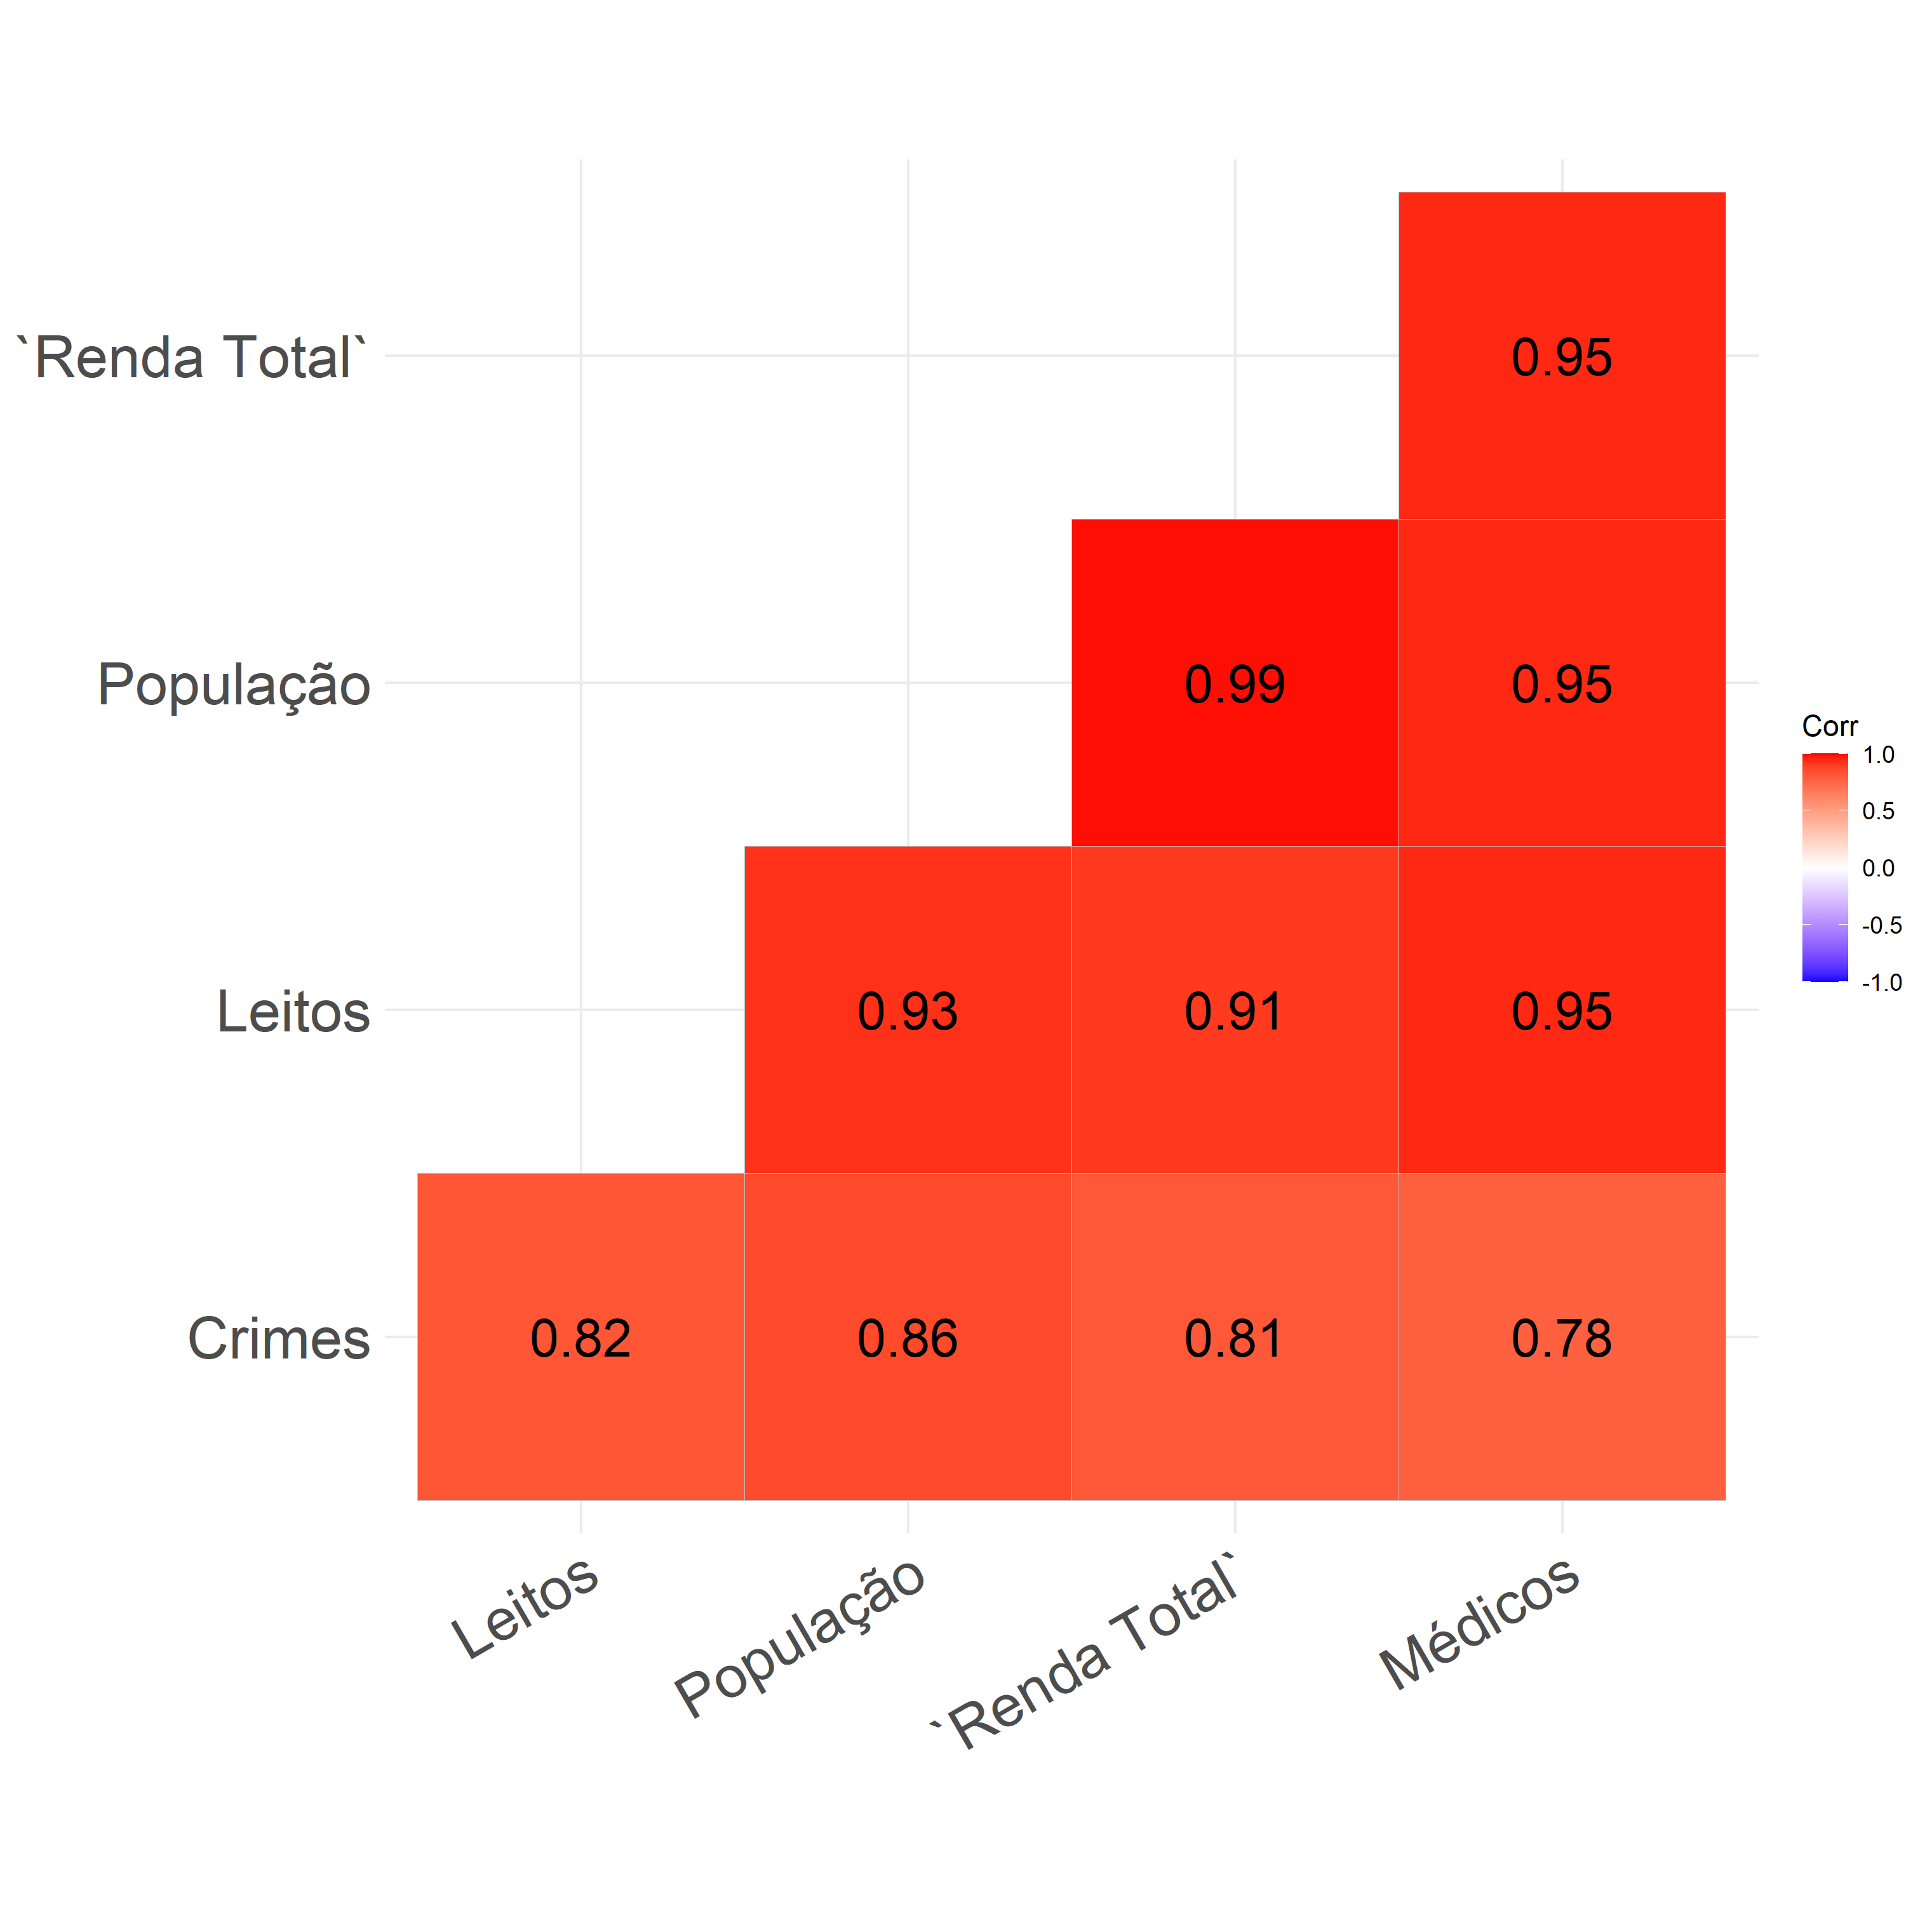 `Renda Total`
0.95
População
0.99 0.95
Leitos
0.93 0.91 0.95
Crimes
0.82 0.86 0.81 0.78
Leitos
População
`Renda Total`
Médicos
Corr
1.0
0.5
0.0
-0.5
-1.0